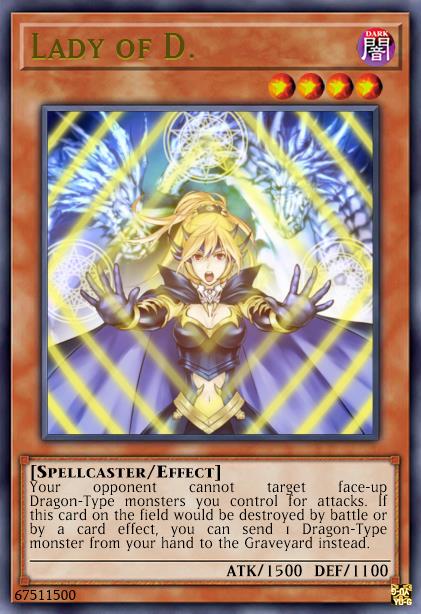 LADY OF D.
DARK
闇
[SPELLCASTER/EFFECT]
Your opponent cannot target face-up
Dragon-Type monsters you control for attacks. If
this card on the field would be destroyed by battle or
by a card effect, you can send 1 Dragon-Type
monster from your hand to the Graveyard instead.
ATK/1500 DEF/1100
67511500